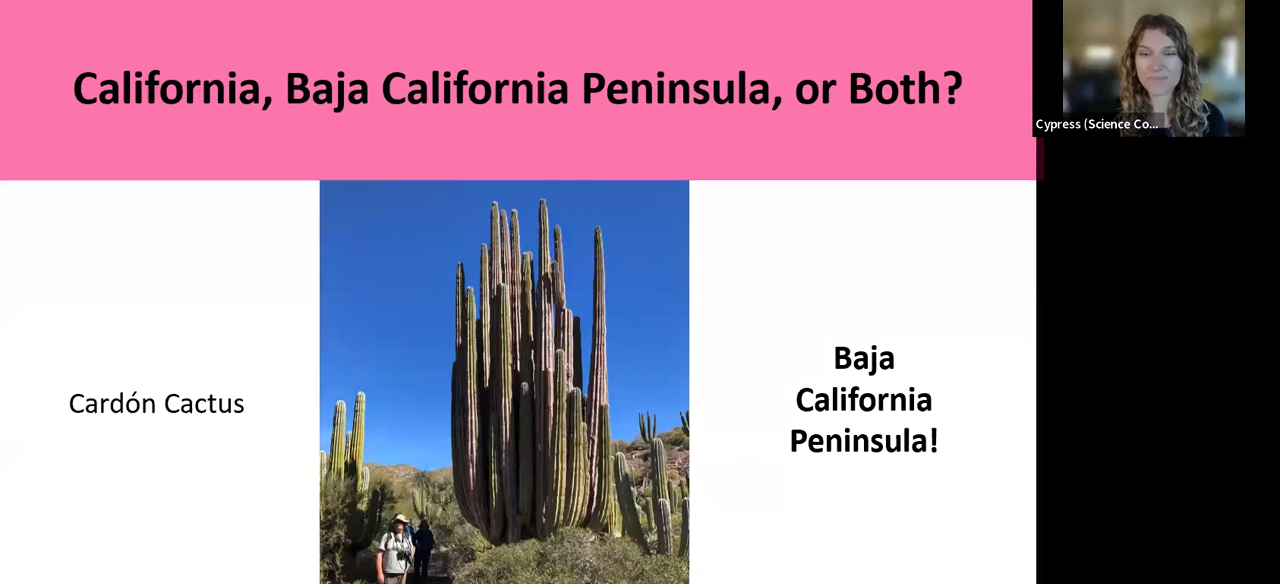 California, Baja California Peninsula, or Both?
Cypress (Science Co...
Cardón Cactus
Baja
California
Peninsula!